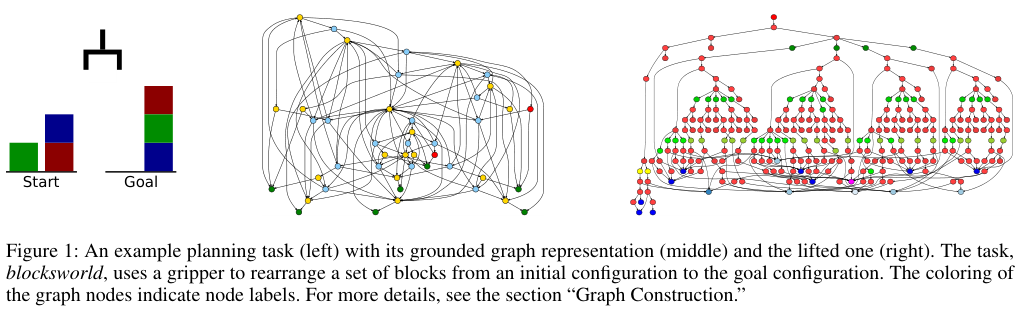 Start
Goal
Figure 1: An example planning task (left) with its grounded graph representation (middle) and the lifted one (right). The task,
blocksworld, uses a gripper to rearrange a set of blocks from an initial configuration to the goal configuration. The coloring of
the graph nodes indicate node labels. For more details, see the section “Graph Construction.”